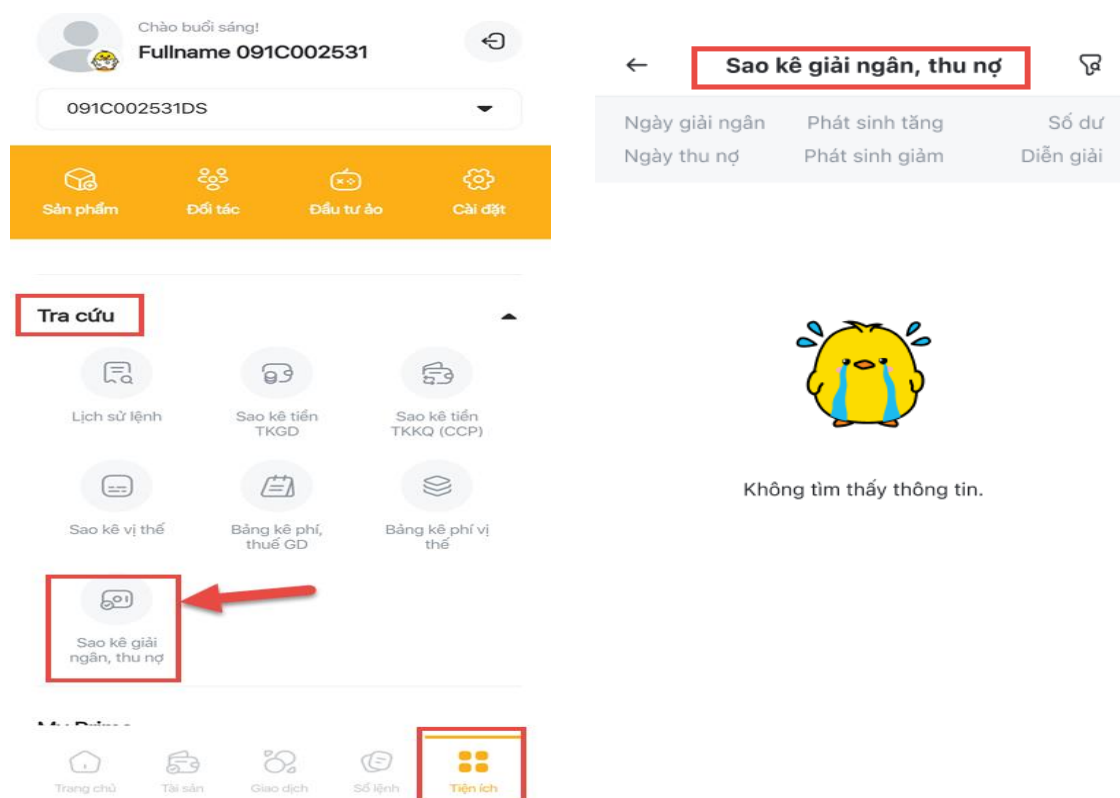 Chào buổi sáng!
Fullname 091C002531
091C002531DS
Sản phẩm
Đối tác
Đầu tư ảo
Cài đặt
Tra cứu
Lịch sử lệnh
Sao kê tiền
TKGD
Sao kê tiền
TKKQ (CCP)
Sao kê vị thế
Bảng kê phí,
thuế GD
Bảng kê phí vị
thế
Sao kê giải
ngân, thu nợ
Trang chủ
Tài sản
Giao dịch
Sổ lệnh
Tiện ích
Sao kê giải ngân, thu nợ
Ngày giải ngân
Phát sinh tăng
Số dư
Ngày thu nợ
Phát sinh giảm
Diễn giải
Không tìm thấy thông tin.